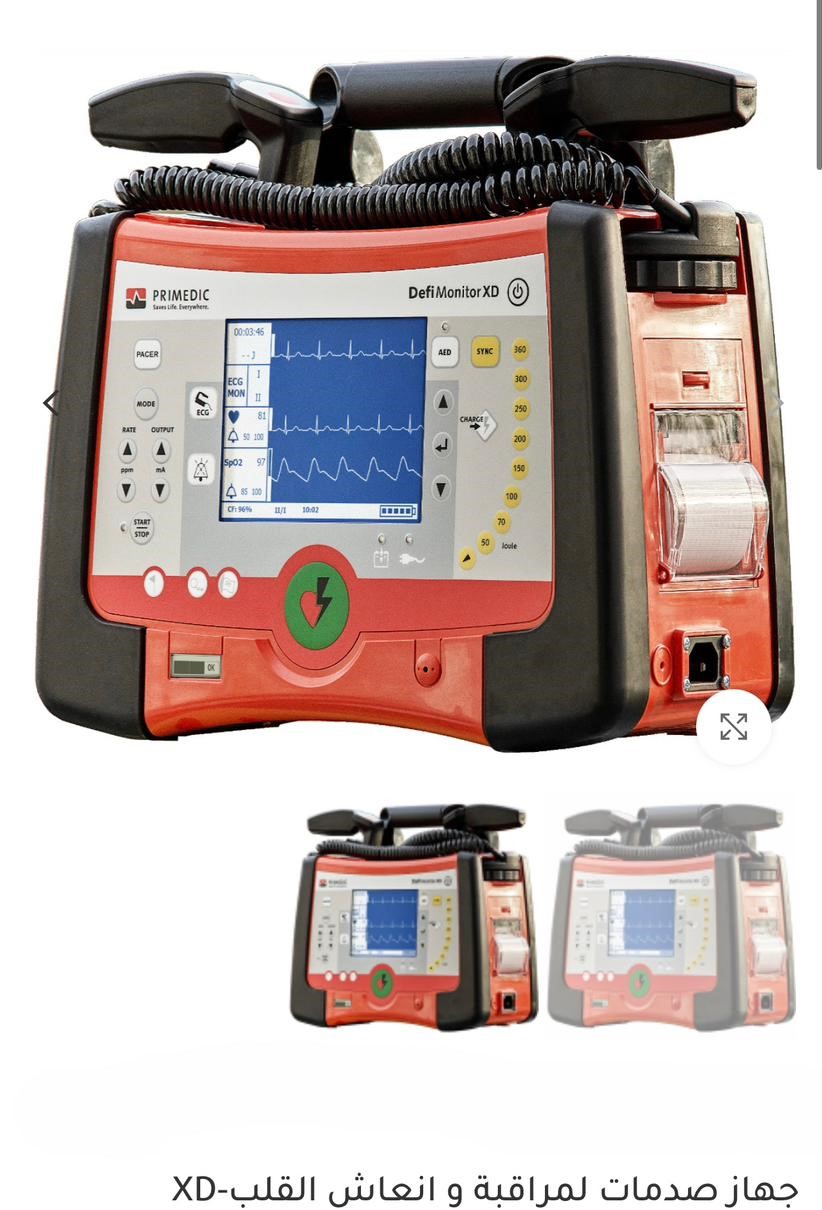 PRIMEDIC
Saves Life. Everywhere.
DefiMonitor XD
PACER
MODE
RATE OUTPUT
ppm mA
START
STOP
ECG
00:03:46
- - J
ECG
MON
I
II
81
50 100
SpO2 97
85 100
CF: 96% II/I 10:02
AED
SYNC
CHARGE
360
300
250
200
150
100
70
50
Joule
OK
جهاز صدمات لمراقبة و انعاش القلب-XD